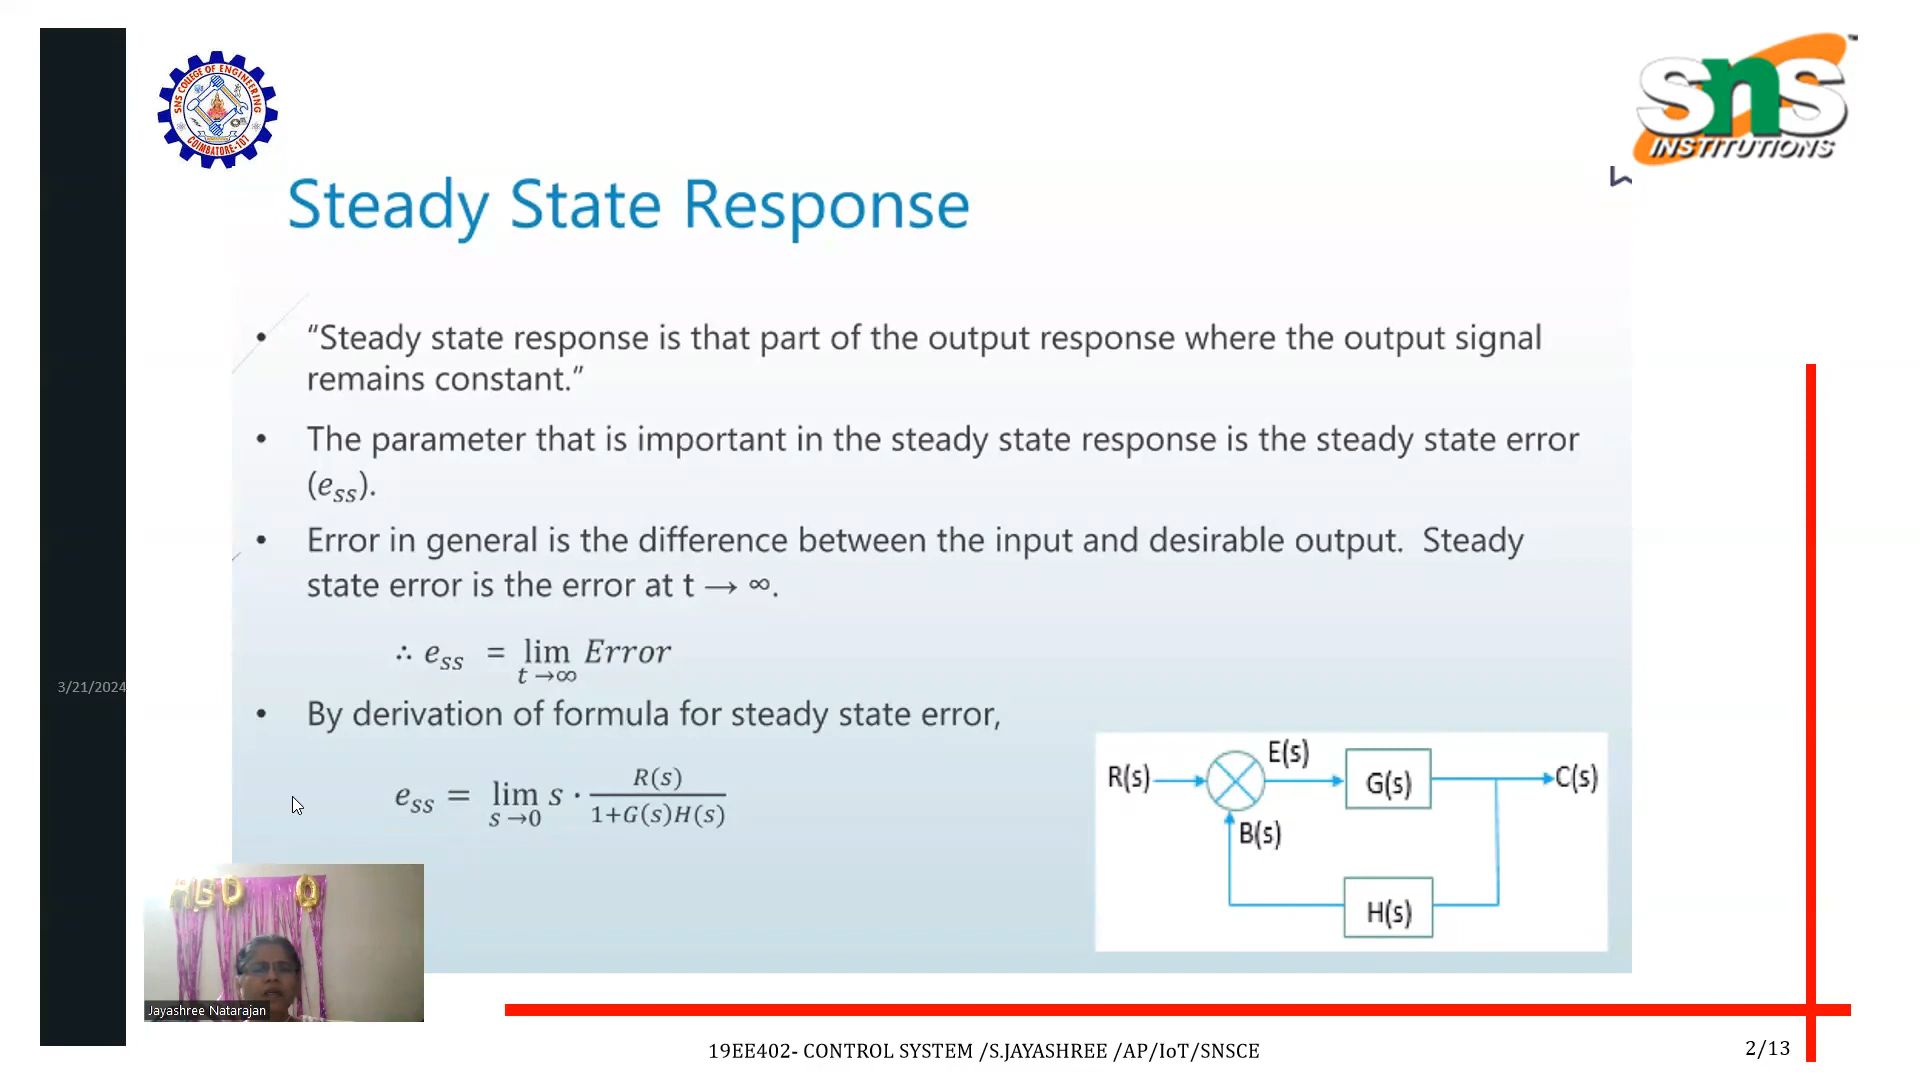 SNS COLLEGE OF ENGINEERING
COIMBATORE-107
sns
INSTITUTIONS
Steady State Response
• “Steady state response is that part of the output response where the output signal
remains constant.”
• The parameter that is important in the steady state response is the steady state error
(e_ss).
• Error in general is the difference between the input and desirable output. Steady
state error is the error at t → ∞.
∴ e_ss = lim_{t→∞} Error
• By derivation of formula for steady state error,
e_ss = lim_{s→0} s · R(s)/(1+G(s)H(s))
R(s)
E(s)
G(s)
C(s)
B(s)
H(s)
3/21/2024
HBD
Jayashree Natarajan
19EE402- CONTROL SYSTEM /S.JAYASHREE /AP/IoT/SNSCE
2/13